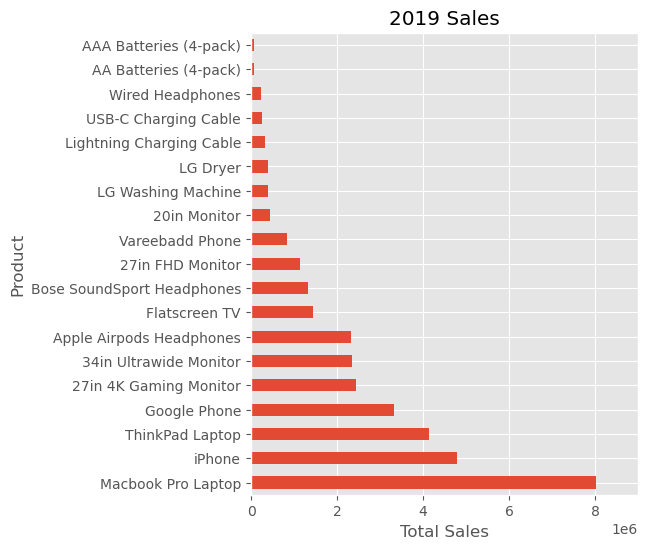 2019 Sales
AAA Batteries (4-pack)
AA Batteries (4-pack)
Wired Headphones
USB-C Charging Cable
Lightning Charging Cable
LG Dryer
LG Washing Machine
20in Monitor
Vareebadd Phone
27in FHD Monitor
Bose SoundSport Headphones
Flatscreen TV
Apple Airpods Headphones
34in Ultrawide Monitor
27in 4K Gaming Monitor
Google Phone
ThinkPad Laptop
iPhone
Macbook Pro Laptop
Product
0 2 4 6 8
1e6
Total Sales